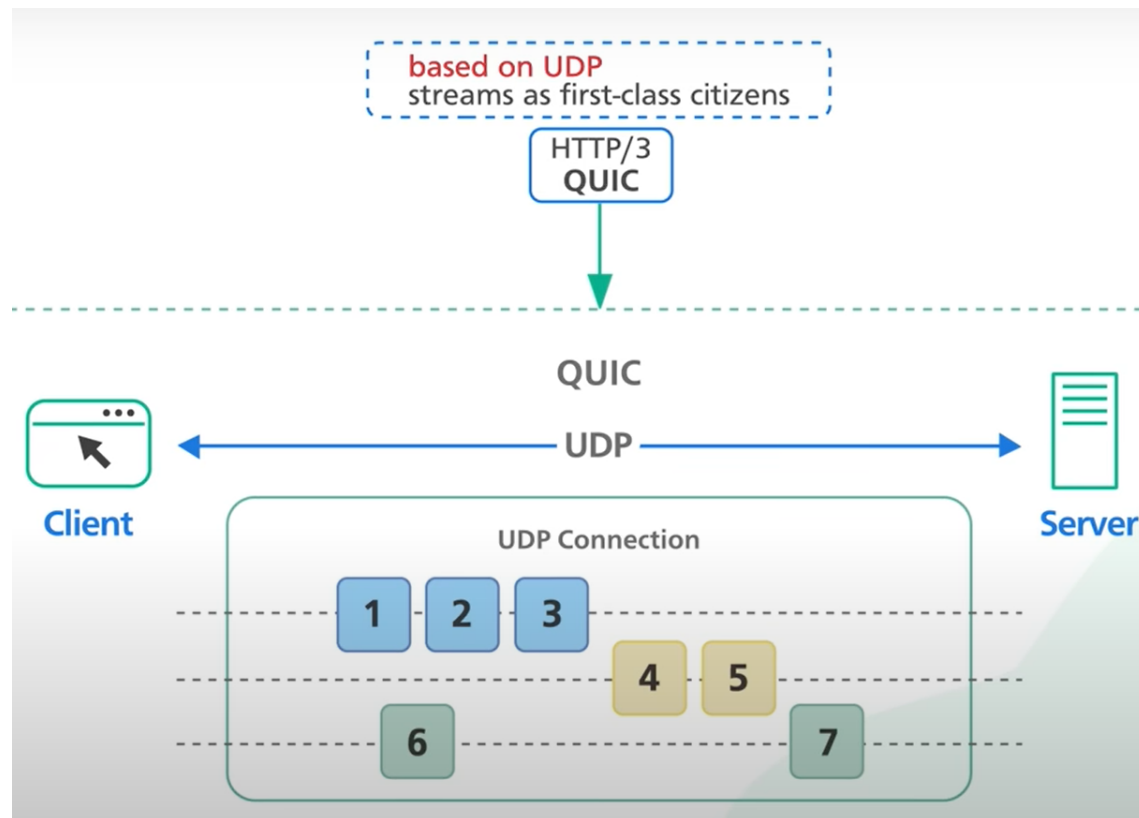 based on UDP
streams as first-class citizens
HTTP/3
QUIC
QUIC
UDP
Client
Server
UDP Connection
1 2 3
4 5
6 7